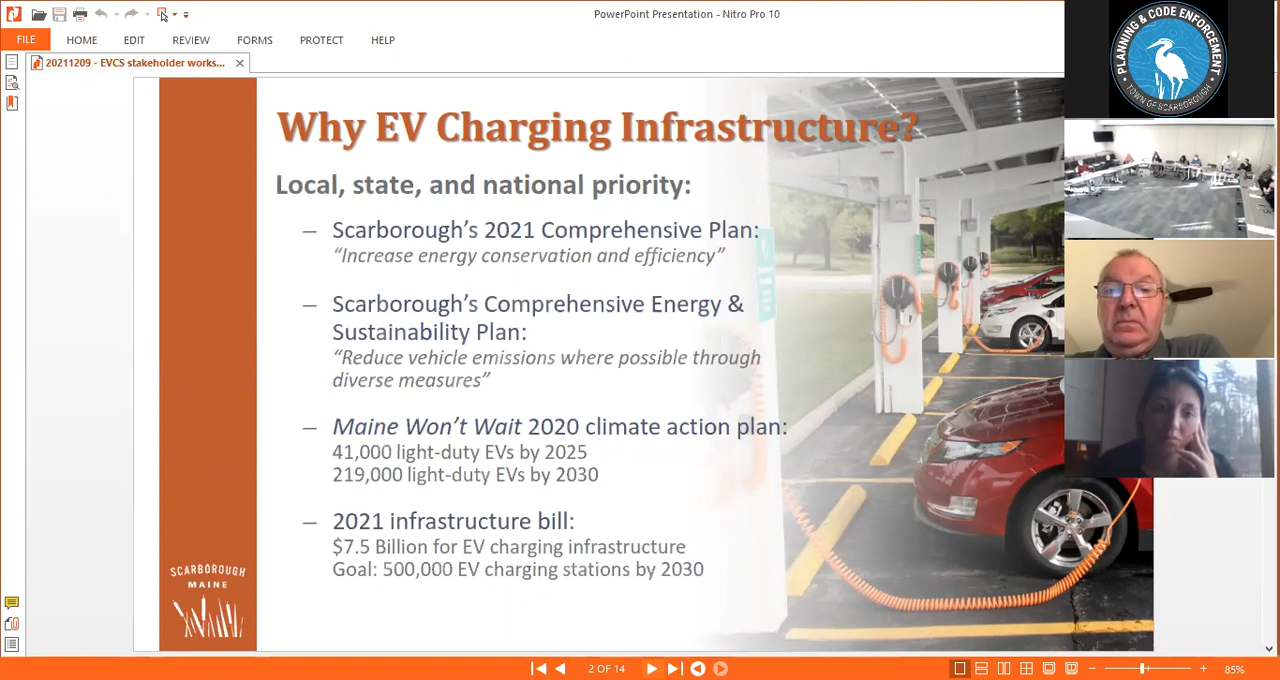 PowerPoint Presentation - Nitro Pro 10
FILE
HOME
EDIT
REVIEW
FORMS
PROTECT
HELP
20211209 - EVCS stakeholder works...
Why EV Charging Infrastructure?
Local, state, and national priority:
– Scarborough's 2021 Comprehensive Plan:
"Increase energy conservation and efficiency"
– Scarborough's Comprehensive Energy &
Sustainability Plan:
"Reduce vehicle emissions where possible through
diverse measures"
– Maine Won't Wait 2020 climate action plan:
41,000 light-duty EVs by 2025
219,000 light-duty EVs by 2030
– 2021 infrastructure bill:
$7.5 Billion for EV charging infrastructure
Goal: 500,000 EV charging stations by 2030
SCARBOROUGH
MAINE
PLANNING & CODE ENFORCEMENT
TOWN OF SCARBOROUGH
2 OF 14
85%